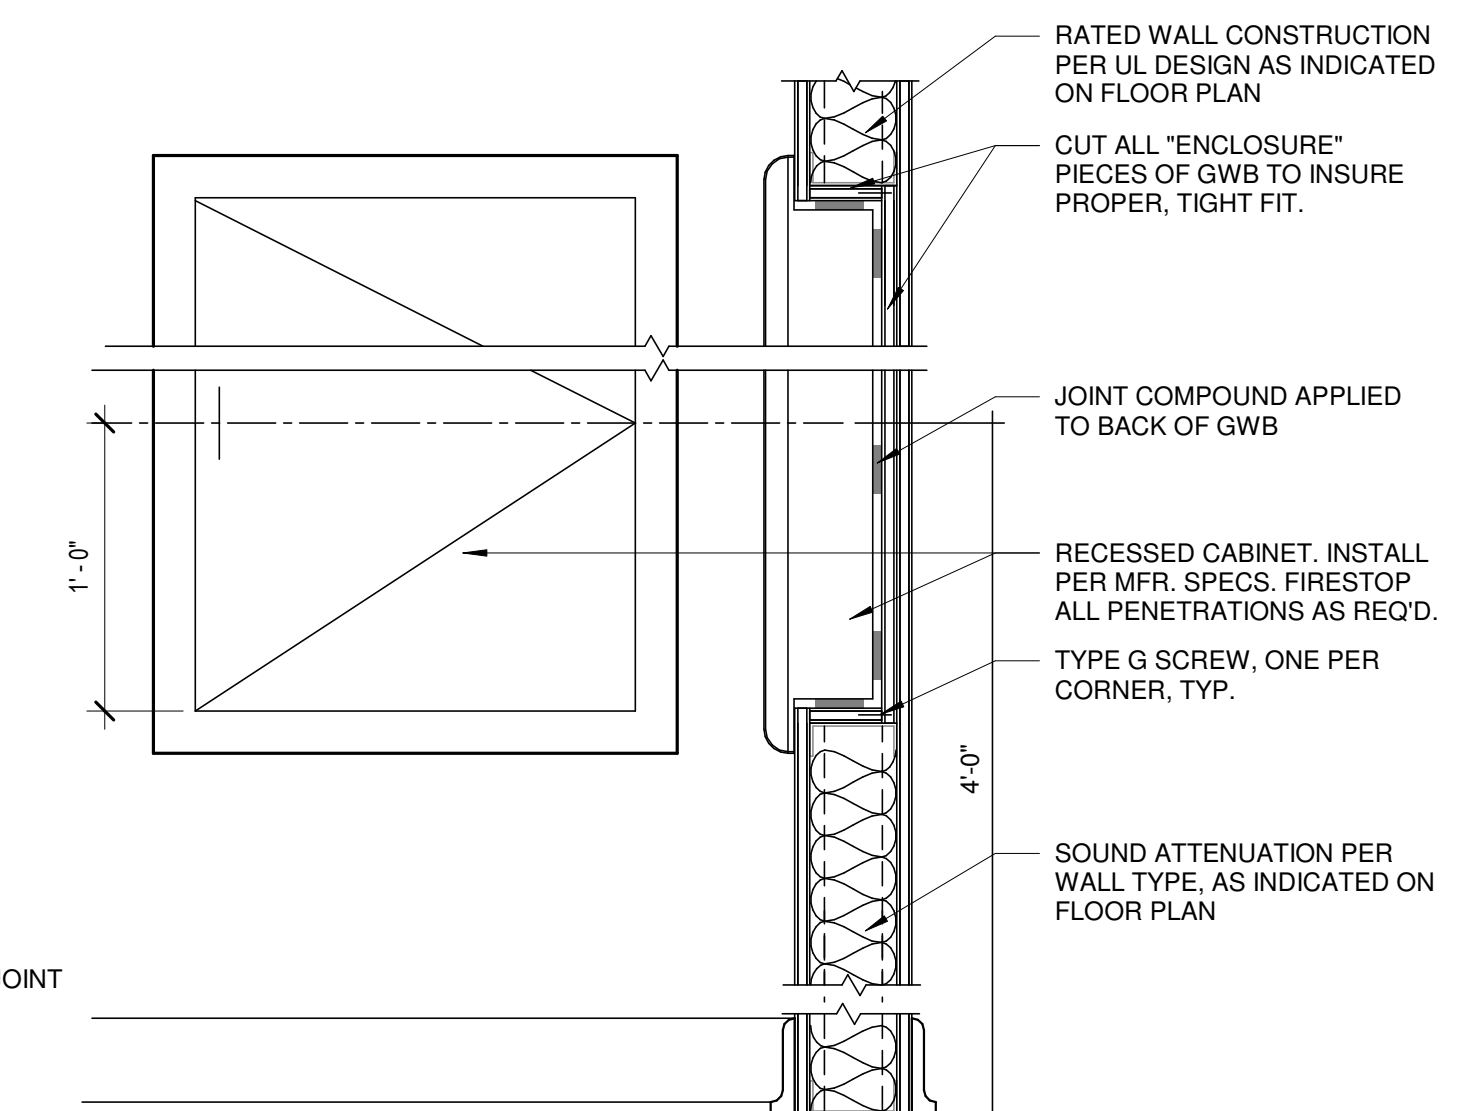 RATED WALL CONSTRUCTION
PER UL DESIGN AS INDICATED
ON FLOOR PLAN
CUT ALL "ENCLOSURE"
PIECES OF GWB TO INSURE
PROPER, TIGHT FIT.
JOINT COMPOUND APPLIED
TO BACK OF GWB
1' - 0"
RECESSED CABINET. INSTALL
PER MFR. SPECS. FIRESTOP
ALL PENETRATIONS AS REQ'D.
TYPE G SCREW, ONE PER
CORNER, TYP.
4'-0"
SOUND ATTENUATION PER
WALL TYPE, AS INDICATED ON
FLOOR PLAN
JOINT